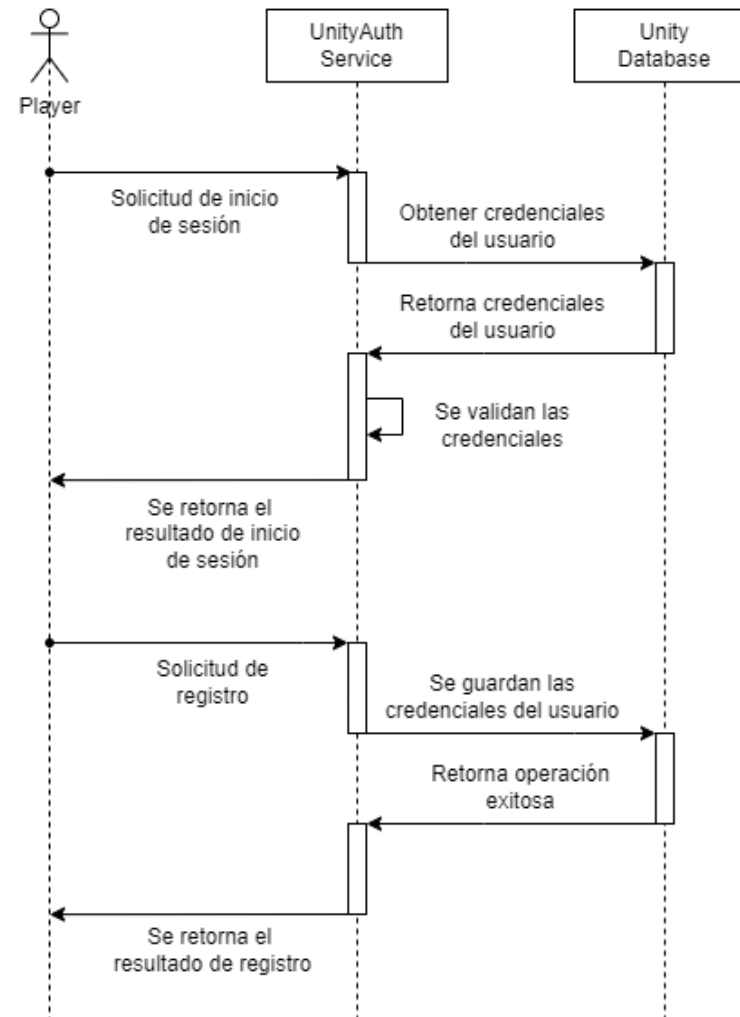 UnityAuth
Service
Unity
Database
Player
Solicitud de inicio
de sesión
Obtener credenciales
del usuario
Retorna credenciales
del usuario
Se validan las
credenciales
Se retorna el
resultado de inicio
de sesión
Solicitud de
registro
Se guardan las
credenciales del usuario
Retorna operación
exitosa
Se retorna el
resultado de registro